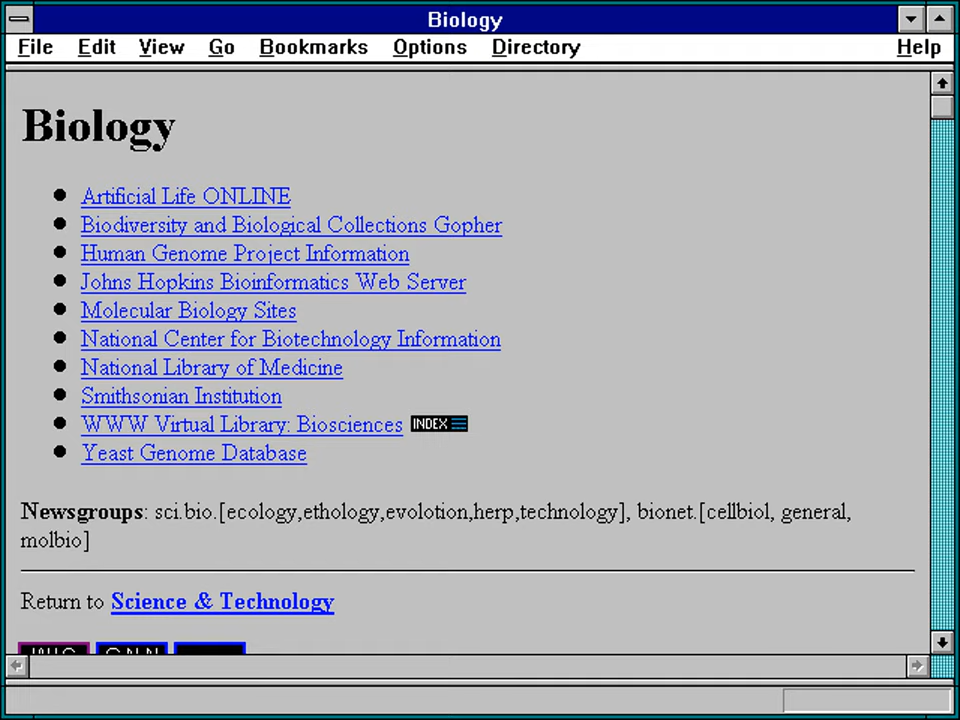 Biology
File Edit View Go Bookmarks Options Directory Help
Biology
Artificial Life ONLINE
Biodiversity and Biological Collections Gopher
Human Genome Project Information
Johns Hopkins Bioinformatics Web Server
Molecular Biology Sites
National Center for Biotechnology Information
National Library of Medicine
Smithsonian Institution
WWW Virtual Library: Biosciences INDEX
Yeast Genome Database
Newsgroups: sci.bio.[ecology,ethology,evolotion,herp,technology], bionet.[cellbiol, general,
molbio]
Return to Science & Technology